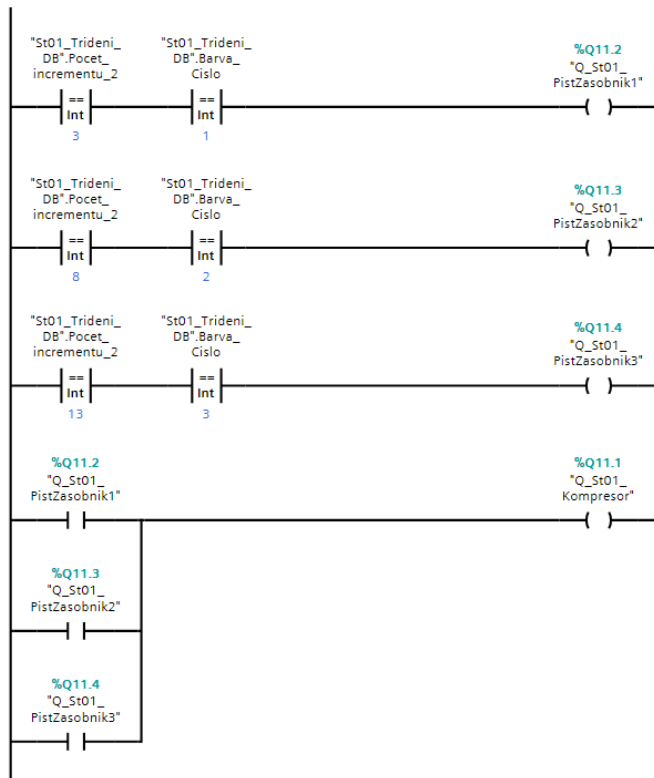 "St01_Trideni_
DB".Pocet_
incrementu_2
==
Int
3
"St01_Trideni_
DB".Barva_
Cislo
==
Int
1
%Q11.2
"Q_St01_
PistZasobnik1"
"St01_Trideni_
DB".Pocet_
incrementu_2
==
Int
8
"St01_Trideni_
DB".Barva_
Cislo
==
Int
2
%Q11.3
"Q_St01_
PistZasobnik2"
"St01_Trideni_
DB".Pocet_
incrementu_2
==
Int
13
"St01_Trideni_
DB".Barva_
Cislo
==
Int
3
%Q11.4
"Q_St01_
PistZasobnik3"
%Q11.2
"Q_St01_
PistZasobnik1"
%Q11.1
"Q_St01_
Kompresor"
%Q11.3
"Q_St01_
PistZasobnik2"
%Q11.4
"Q_St01_
PistZasobnik3"